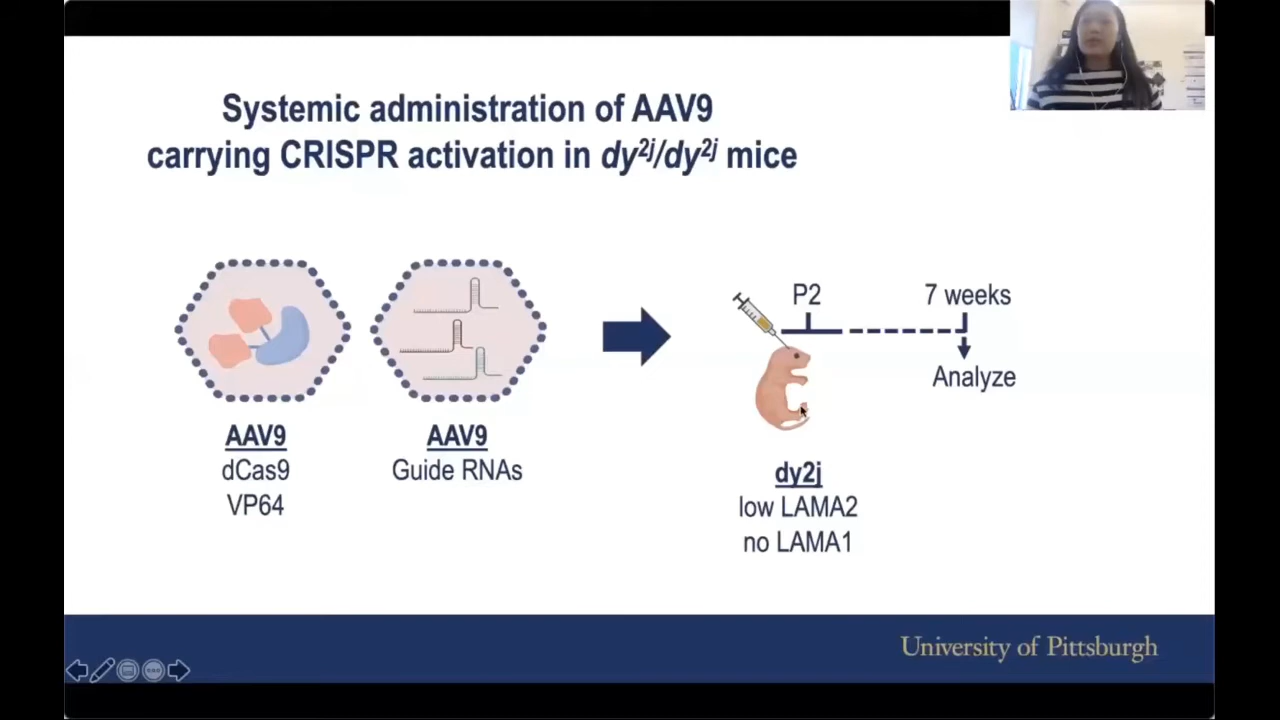 Systemic administration of AAV9
carrying CRISPR activation in dy2j/dy2j mice
P2
7 weeks
Analyze
AAV9
dCas9
VP64
AAV9
Guide RNAs
dy2j
low LAMA2
no LAMA1
University of Pittsburgh